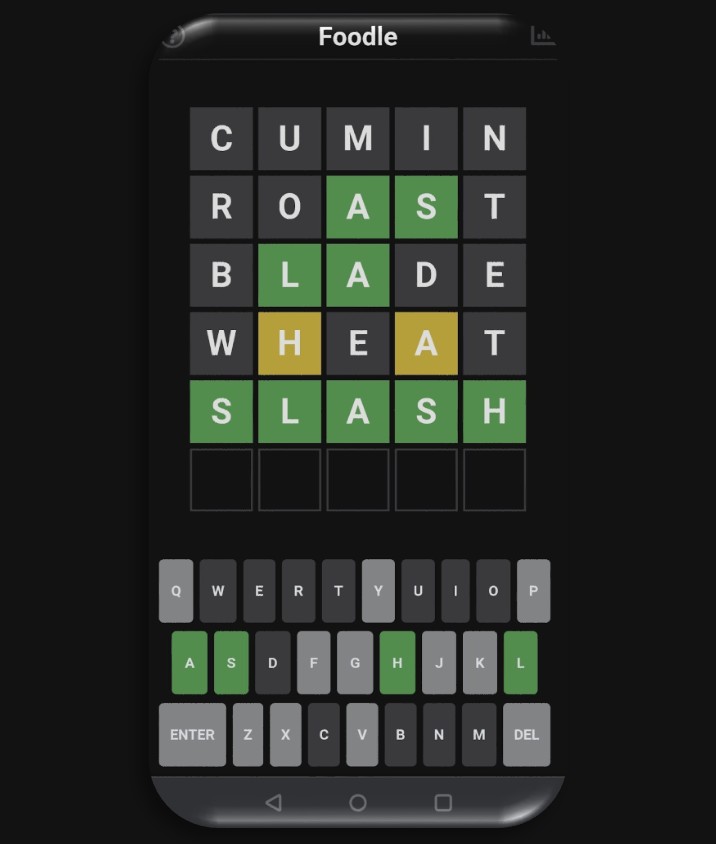 Foodle
C U M I N
R O A S T
B L A D E
W H E A T
S L A S H
Q W E R T Y U I O P
A S D F G H J K L
ENTER Z X C V B N M DEL